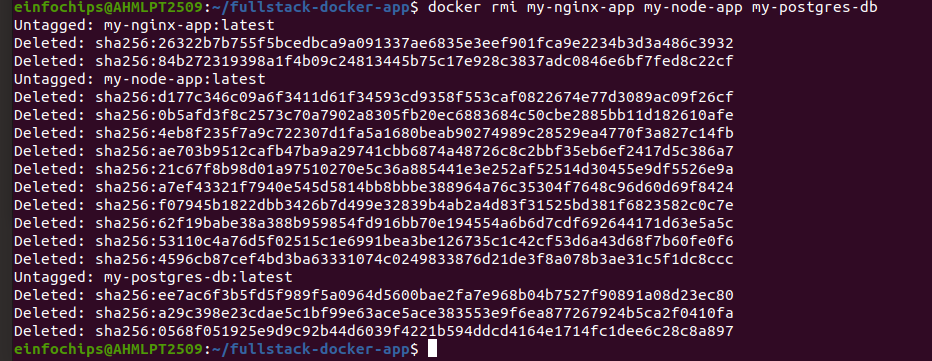 einfochips@AHMLPT2509:~/fullstack-docker-app$ docker rmi my-nginx-app my-node-app my-postgres-db
Untagged: my-nginx-app:latest
Deleted: sha256:26322b7b755f5bcedbca9a091337ae6835e3eef901fca9e2234b3d3a486c3932
Deleted: sha256:84b272319398a1f4b09c24813445b75c17e928c3837adc0846e6bf7fed8c22cf
Untagged: my-node-app:latest
Deleted: sha256:d177c346c09a6f3411d61f34593cd9358f553caf0822674e77d3089ac09f26cf
Deleted: sha256:0b5afd3f8c2573c70a7902a8305fb20ec6883684c50cbe2885bb11d182610afe
Deleted: sha256:4eb8f235f7a9c722307d1fa5a1680beab90274989c28529ea4770f3a827c14fb
Deleted: sha256:ae703b9512cafb47ba9a29741cbb6874a48726c8c2bbf35eb6ef2417d5c386a7
Deleted: sha256:21c67f8b98d01a97510270e5c36a885441e3e252af52514d30455e9df5526e9a
Deleted: sha256:a7ef43321f7940e545d5814bb8bbbe388964a76c35304f7648c96d60d69f8424
Deleted: sha256:f07945b1822dbb3426b7d499e32839b4ab2a4d83f31525bd381f6823582c0c7e
Deleted: sha256:62f19babe38a388b959854fd916bb70e194554a6b6d7cdf692644171d63e5a5c
Deleted: sha256:53110c4a76d5f02515c1e6991bea3be126735c1c42cf53d6a43d68f7b60fe0f6
Deleted: sha256:4596cb87cef4bd3ba63331074c0249833876d21de3f8a078b3ae31c5f1dc8ccc
Untagged: my-postgres-db:latest
Deleted: sha256:ee7ac6f3b5fd5f989f5a0964d5600bae2fa7e968b04b7527f90891a08d23ec80
Deleted: sha256:a29c398e23cdae5c1bf99e63ace5ace383553e9f6ea877267924b5ca2f0410fa
Deleted: sha256:0568f051925e9d9c92b44d6039f4221b594ddcd4164e1714fc1dee6c28c8a897
einfochips@AHMLPT2509:~/fullstack-docker-app$